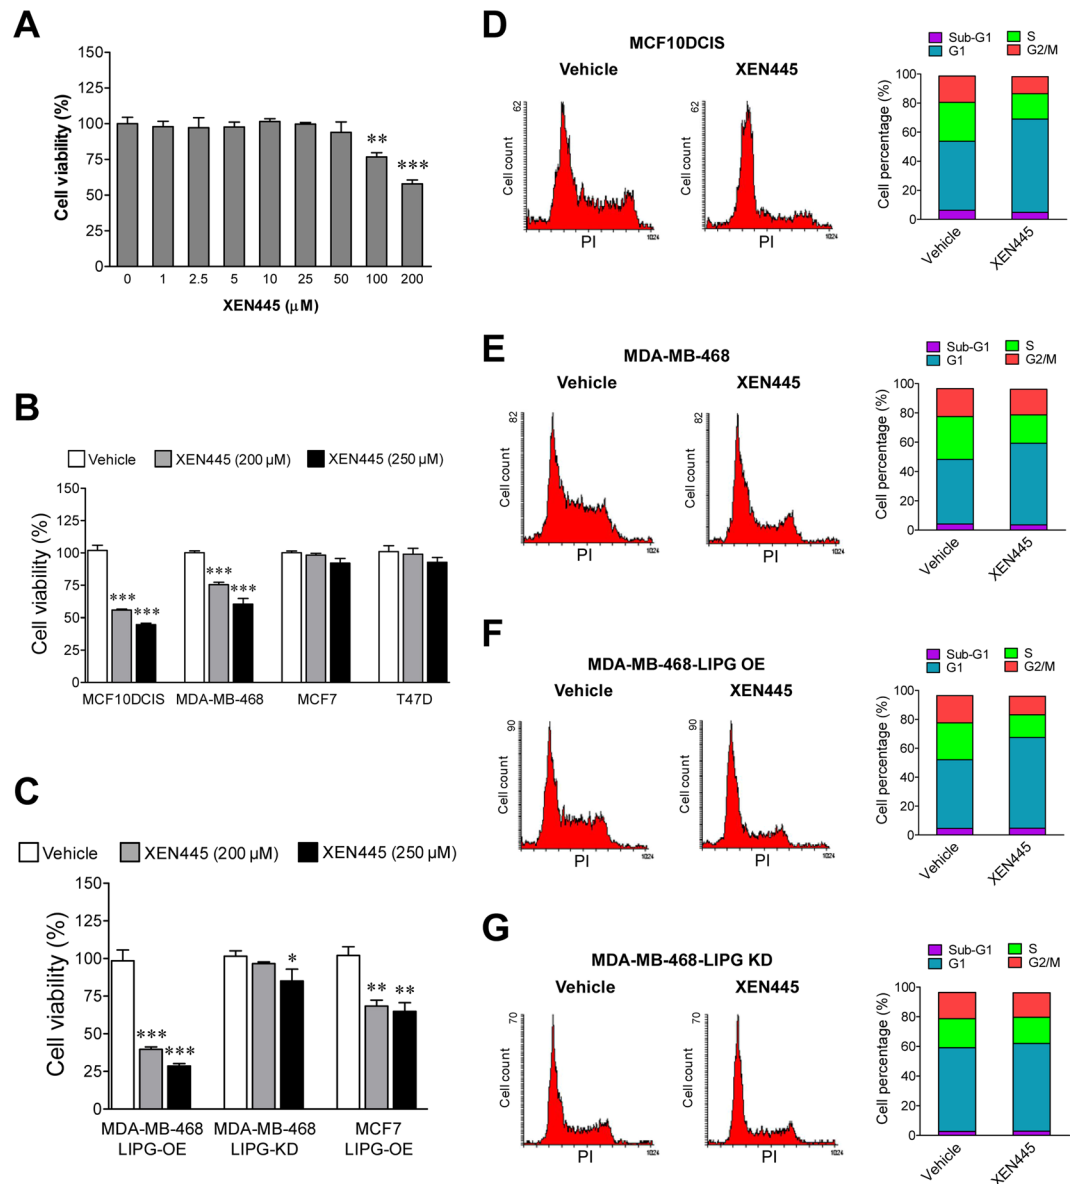 A
150
125
100
75
50
25
0
Cell viability (%)
**
***
0 1 2.5 5 10 25 50 100 200
XEN445 (µM)
B
Vehicle XEN445 (200 µM) XEN445 (250 µM)
150
125
100
75
50
25
0
Cell viability (%)
*** ***
*** ***
MCF10DCIS MDA-MB-468 MCF7 T47D
C
Vehicle XEN445 (200 µM) XEN445 (250 µM)
150
125
100
75
50
25
0
Cell viability (%)
*** ***
*
** **
MDA-MB-468 MDA-MB-468 MCF7
LIPG-OE LIPG-KD LIPG-OE
D
MCF10DCIS
Vehicle XEN445
62 62
Cell count Cell count
1024 1024
PI PI
Sub-G1 S
G1 G2/M
100
80
60
40
20
0
Cell percentage (%)
Vehicle XEN445
E
MDA-MB-468
Vehicle XEN445
82 82
Cell count Cell count
1024 1024
PI PI
Sub-G1 S
G1 G2/M
100
80
60
40
20
0
Cell percentage (%)
Vehicle XEN445
F
MDA-MB-468-LIPG OE
Vehicle XEN445
90 90
Cell count Cell count
1024 1024
PI PI
Sub-G1 S
G1 G2/M
100
80
60
40
20
0
Cell percentage (%)
Vehicle XEN445
G
MDA-MB-468-LIPG KD
Vehicle XEN445
70 70
Cell count Cell count
1024 1024
PI PI
Sub-G1 S
G1 G2/M
100
80
60
40
20
0
Cell percentage (%)
Vehicle XEN445